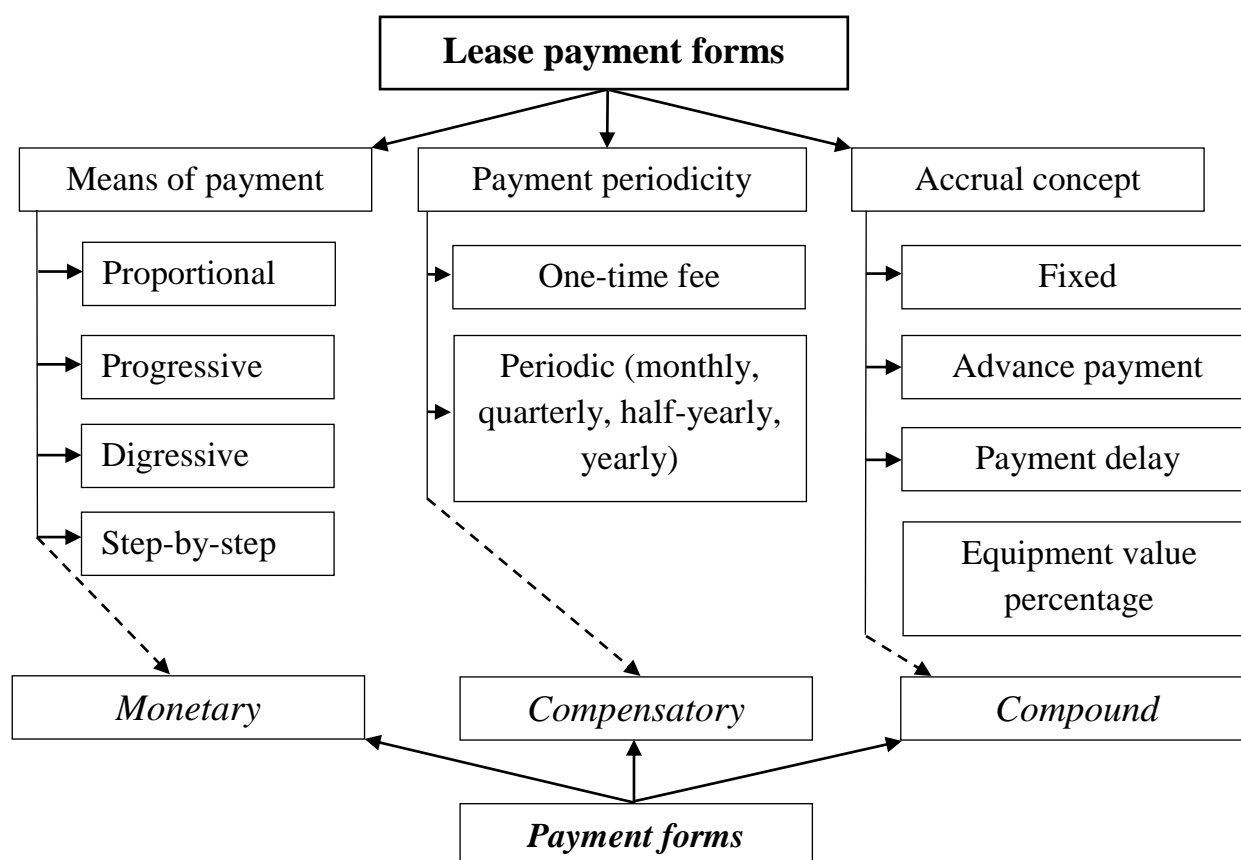 Lease payment forms
Means of payment
Payment periodicity
Accrual concept
Proportional
One-time fee
Fixed
Progressive
Periodic (monthly,
quarterly, half-yearly,
yearly)
Advance payment
Digressive
Payment delay
Step-by-step
Equipment value
percentage
Monetary
Compensatory
Compound
Payment forms